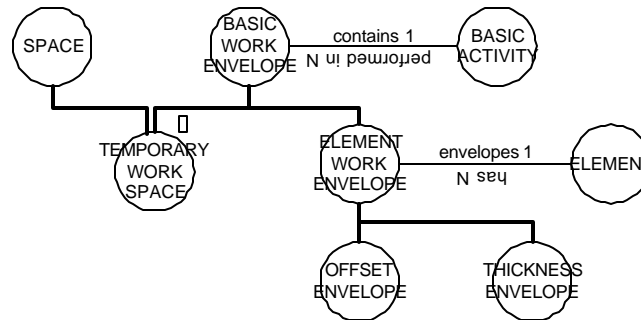 SPACE
BASIC
WORK
ENVELOPE
contains 1
performed in N
BASIC
ACTIVITY
TEMPORARY
WORK
SPACE
ELEMENT
WORK
ENVELOPE
envelopes 1
has N
ELEMEN
OFFSET
ENVELOPE
THICKNESS
ENVELOPE